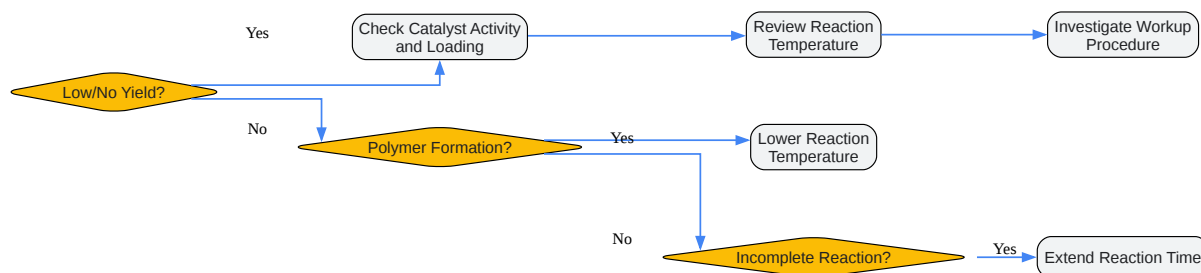 Yes
Check Catalyst Activity
and Loading
Review Reaction
Temperature
Investigate Workup
Procedure
Low/No Yield?
No
Polymer Formation?
Yes
Lower Reaction
Temperature
No
Incomplete Reaction?
Yes
Extend Reaction Time